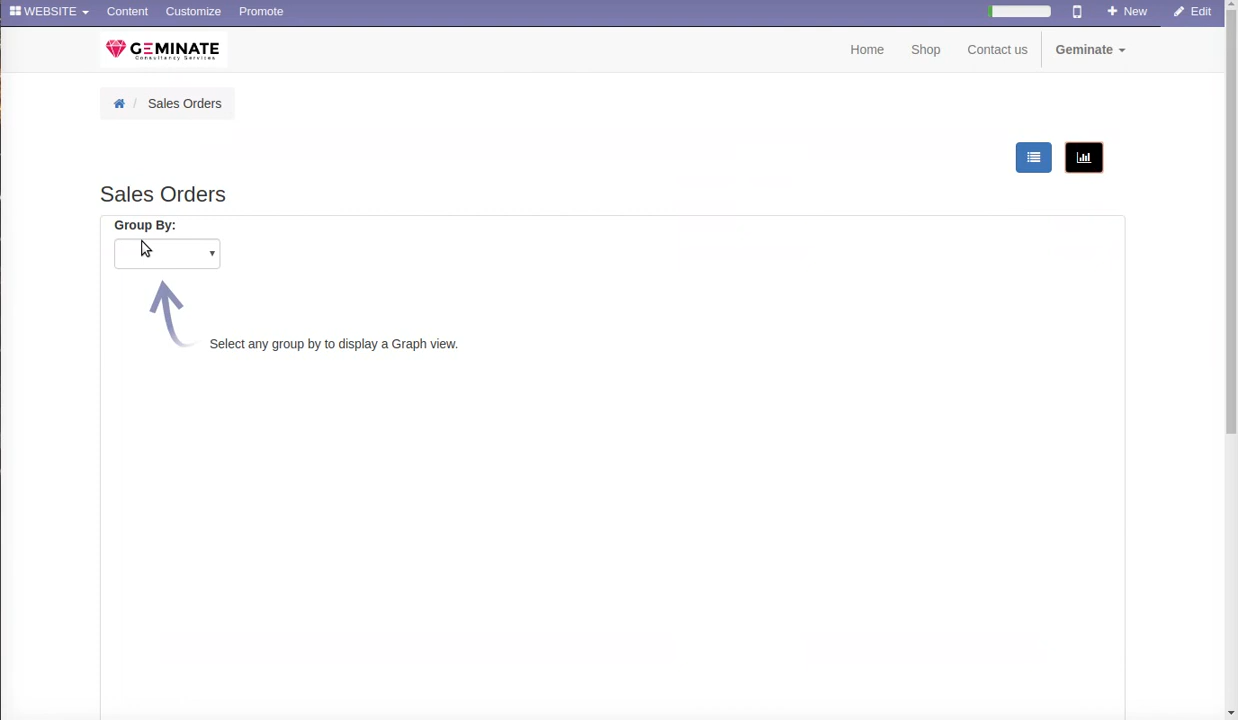 WEBSITE Content Customize Promote New Edit
GEMINATE
Consultancy Services
Home Shop Contact us Geminate
/ Sales Orders
Sales Orders
Group By:
Select any group by to display a Graph view.